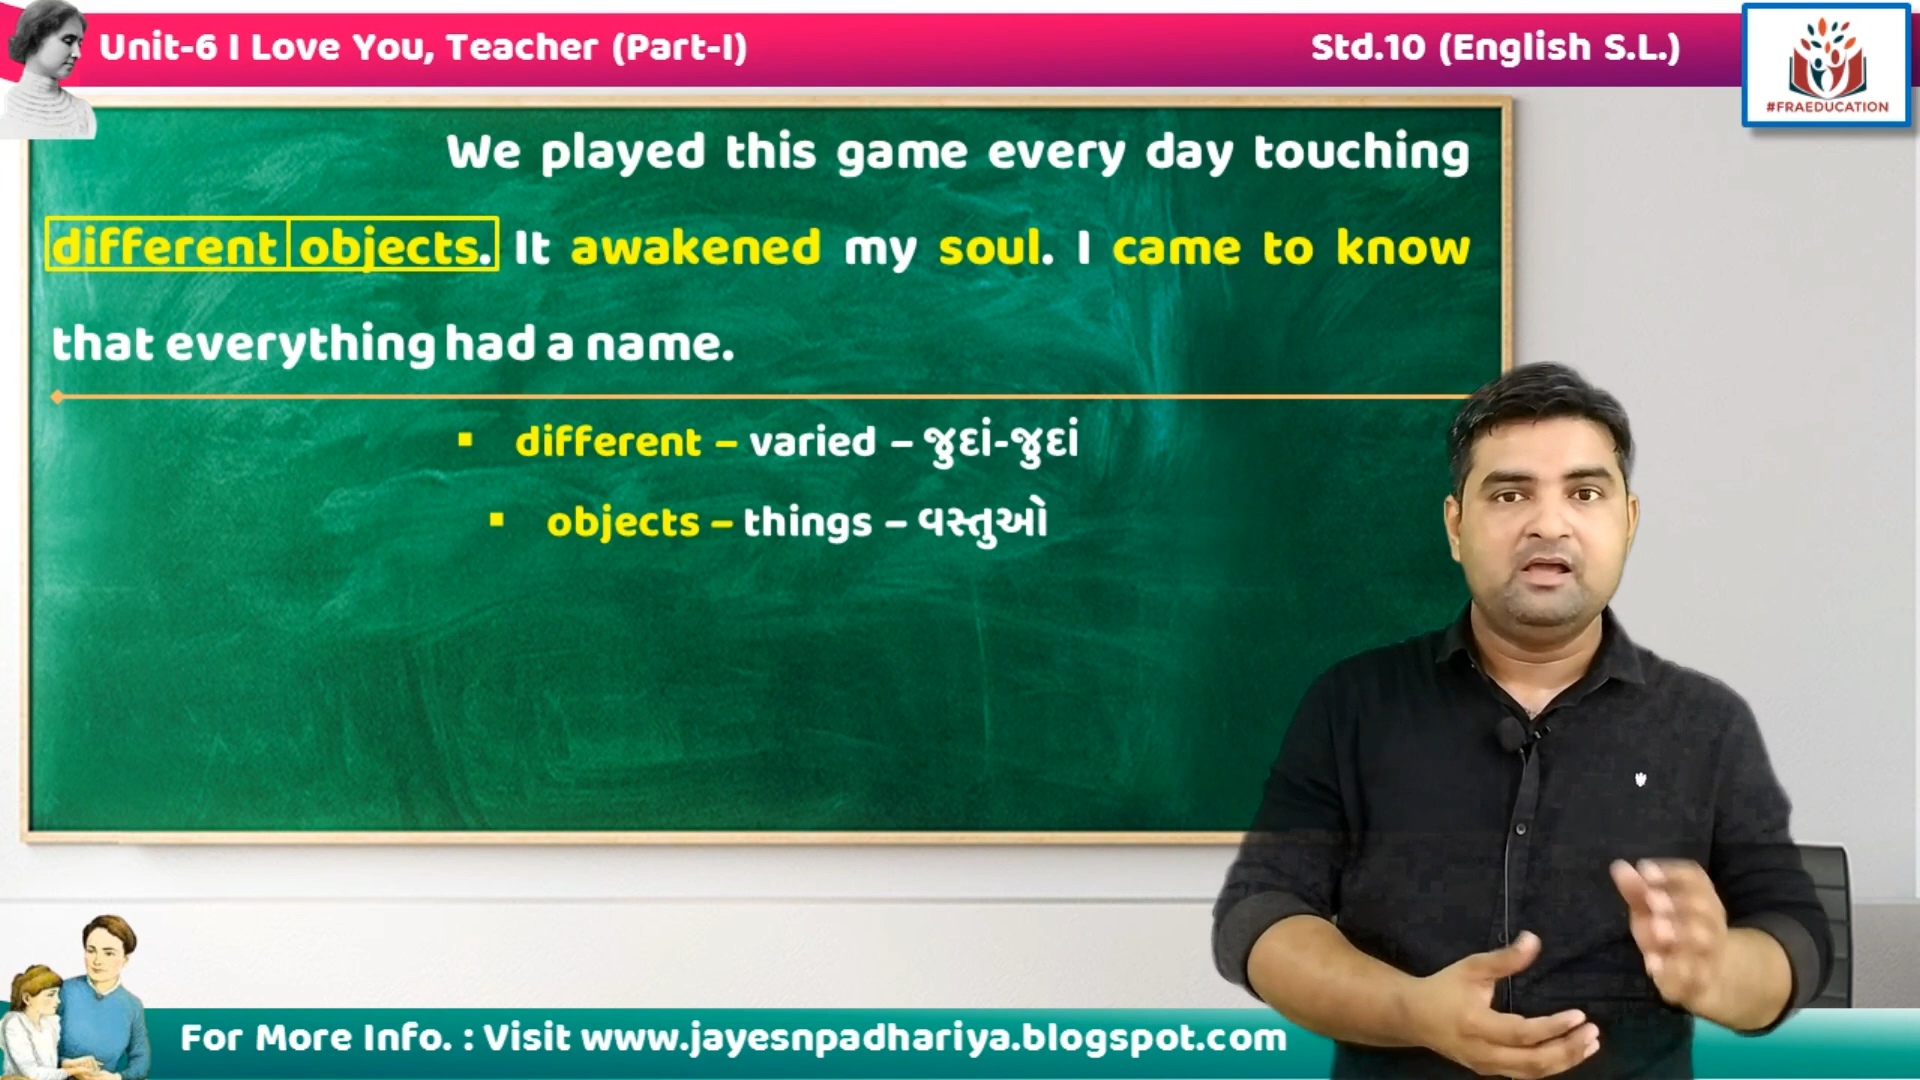 Unit-6 I Love You, Teacher (Part-I)
Std.10 (English S.L.)
#FRAEDUCATION
We played this game every day touching
different objects. It awakened my soul. I came to know
that everything had a name.
▪ different – varied – જુદાં-જુદાં
▪ objects – things – વસ્તુઓ
For More Info. : Visit www.jayesnpadhariya.blogspot.com